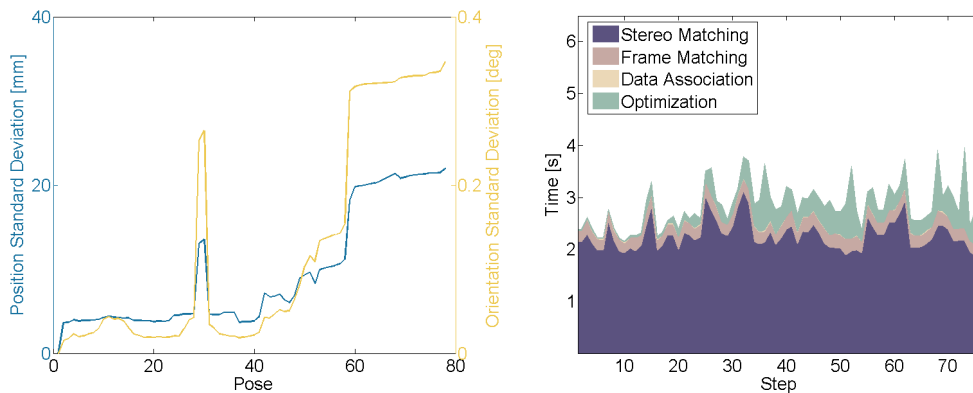 Position Standard Deviation [mm]
40
20
0
0
20
40
60
80
Pose
0.4
0.2
0
Orientation Standard Deviation [deg]
Time [s]
6
5
4
3
2
1
10
20
30
40
50
60
70
Step
Stereo Matching
Frame Matching
Data Association
Optimization